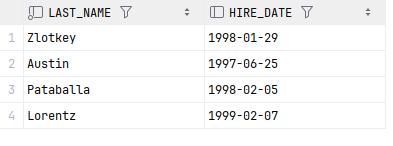 LAST_NAME HIRE_DATE
1 Zlotkey 1998-01-29
2 Austin 1997-06-25
3 Pataballa 1998-02-05
4 Lorentz 1999-02-07